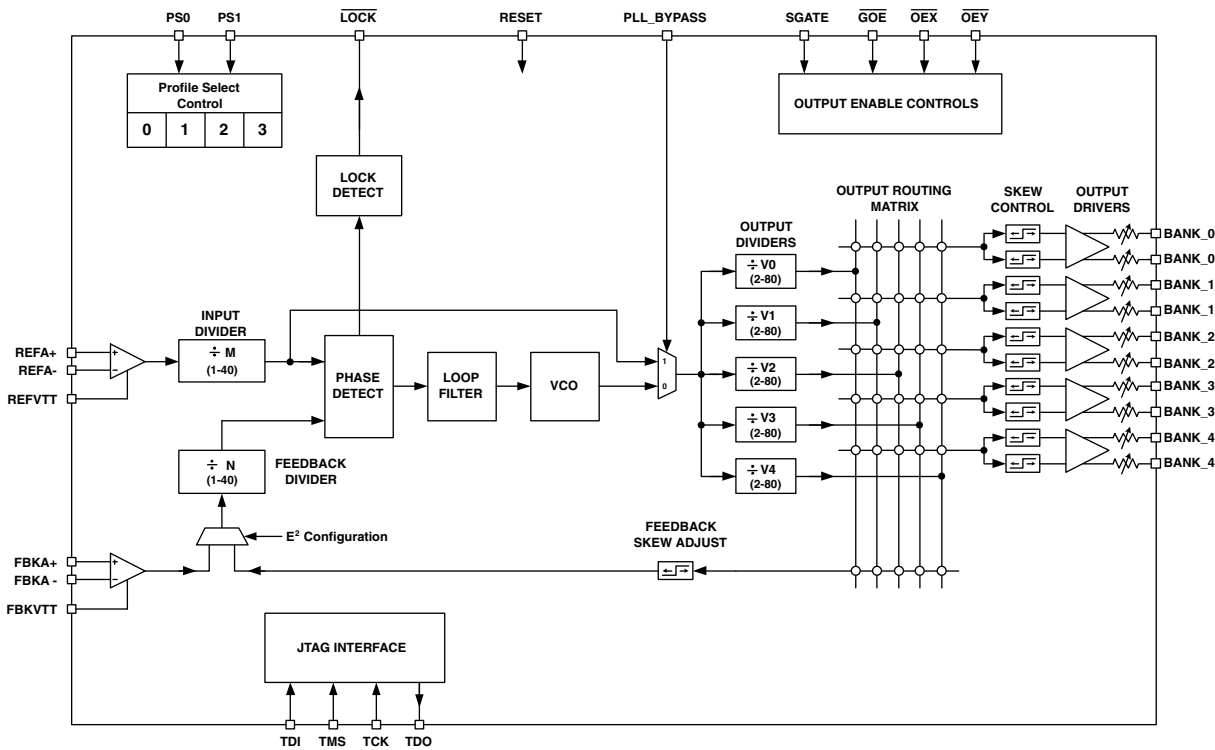 PS0 PS1 LOCK RESET PLL_BYPASS SGATE GOE OEX OEY
Profile Select
Control
0 1 2 3
OUTPUT ENABLE CONTROLS
LOCK
DETECT
OUTPUT ROUTING
MATRIX
SKEW
CONTROL
OUTPUT
DRIVERS
OUTPUT
DIVIDERS
BANK_0
BANK_0
BANK_1
BANK_1
BANK_2
BANK_2
BANK_3
BANK_3
BANK_4
BANK_4
÷ V0
(2-80)
÷ V1
(2-80)
÷ V2
(2-80)
÷ V3
(2-80)
÷ V4
(2-80)
INPUT
DIVIDER
÷ M
(1-40)
REFA+
REFA-
REFVTT
+
−
PHASE
DETECT
LOOP
FILTER
VCO
1
0
÷ N
(1-40)
FEEDBACK
DIVIDER
E² Configuration
FEEDBACK
SKEW ADJUST
FBKA+
FBKA -
FBKVTT
+
−
JTAG INTERFACE
TDI TMS TCK TDO